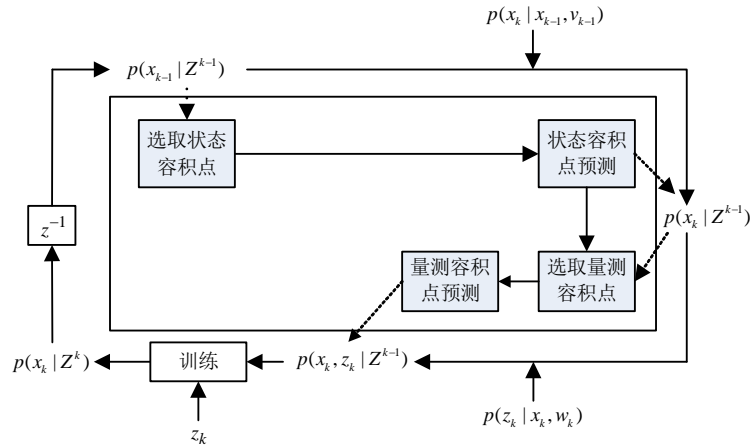 p(x_k | x_{k-1}, v_{k-1})
p(x_{k-1} | Z^{k-1})
选取状态
容积点
状态容积
点预测
z^{-1}
p(x_k | Z^{k-1})
量测容积
点预测
选取量测
容积点
p(x_k | Z^k)
训练
p(x_k, z_k | Z^{k-1})
p(z_k | x_k, w_k)
z_k